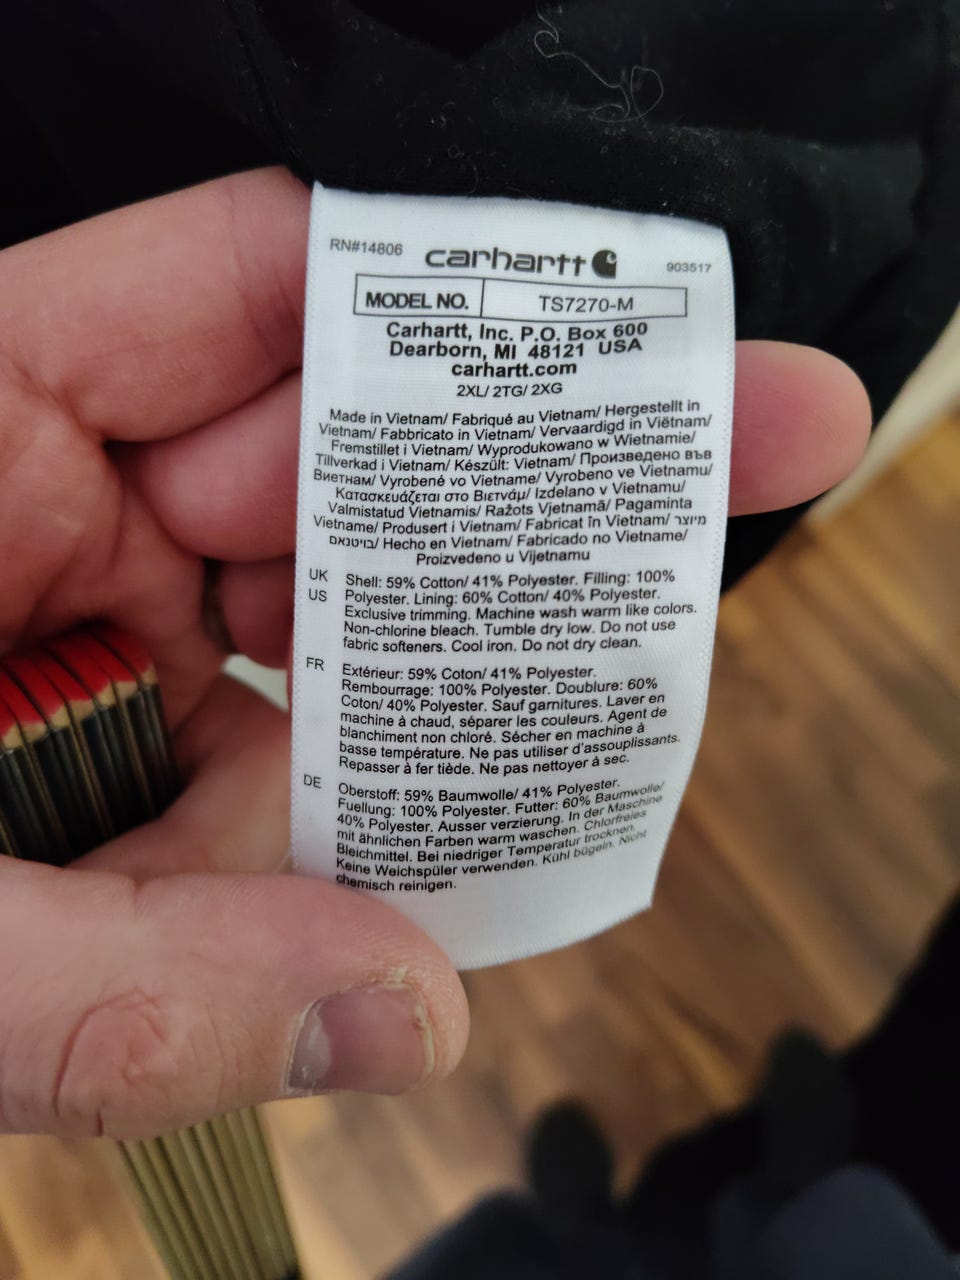 RN#14806
carhartt
903517
MODEL NO. TS7270-M
Carhartt, Inc. P.O. Box 600
Dearborn, MI 48121 USA
carhartt.com
2XL/ 2TG/ 2XG
Made in Vietnam/ Fabriqué au Vietnam/ Hergestellt in
Vietnam/ Fabbricato in Vietnam/ Vervaardigd in Viëtnam/
Fremstillet i Vietnam/ Wyprodukowano w Wietnamie/
Tillverkad i Vietnam/ Készült: Vietnam/ Произведено във
Виетнам/ Vyrobené vo Vietname/ Vyrobeno ve Vietnamu/
Κατασκευάζεται στο Βιετνάμ/ Izdelano v Vietnamu/
Valmistatud Vietnamis/ Ražots Vjetnamā/ Pagaminta
Vietname/ Produsert i Vietnam/ Fabricat în Vietnam/ מיוצר
בוייטנאם/ Hecho en Vietnam/ Fabricado no Vietname/
Proizvedeno u Vijetnamu
UK Shell: 59% Cotton/ 41% Polyester. Filling: 100%
US Polyester. Lining: 60% Cotton/ 40% Polyester.
Exclusive trimming. Machine wash warm like colors.
Non-chlorine bleach. Tumble dry low. Do not use
fabric softeners. Cool iron. Do not dry clean.
FR Extérieur: 59% Coton/ 41% Polyester.
Rembourrage: 100% Polyester. Doublure: 60%
Coton/ 40% Polyester. Sauf garnitures. Laver en
machine à chaud, séparer les couleurs. Agent de
blanchiment non chloré. Sécher en machine à
basse température. Ne pas utiliser d'assouplissants.
Repasser à fer tiède. Ne pas nettoyer à sec.
DE Oberstoff: 59% Baumwolle/ 41% Polyester.
Fuellung: 100% Polyester. Futter: 60% Baumwolle/
40% Polyester. Ausser verzierung. In der Maschine
mit ähnlichen Farben warm waschen. Chlorfreies
Bleichmittel. Bei niedriger Temperatur trocknen.
Keine Weichspüler verwenden. Kühl bügeln. Nicht
chemisch reinigen.